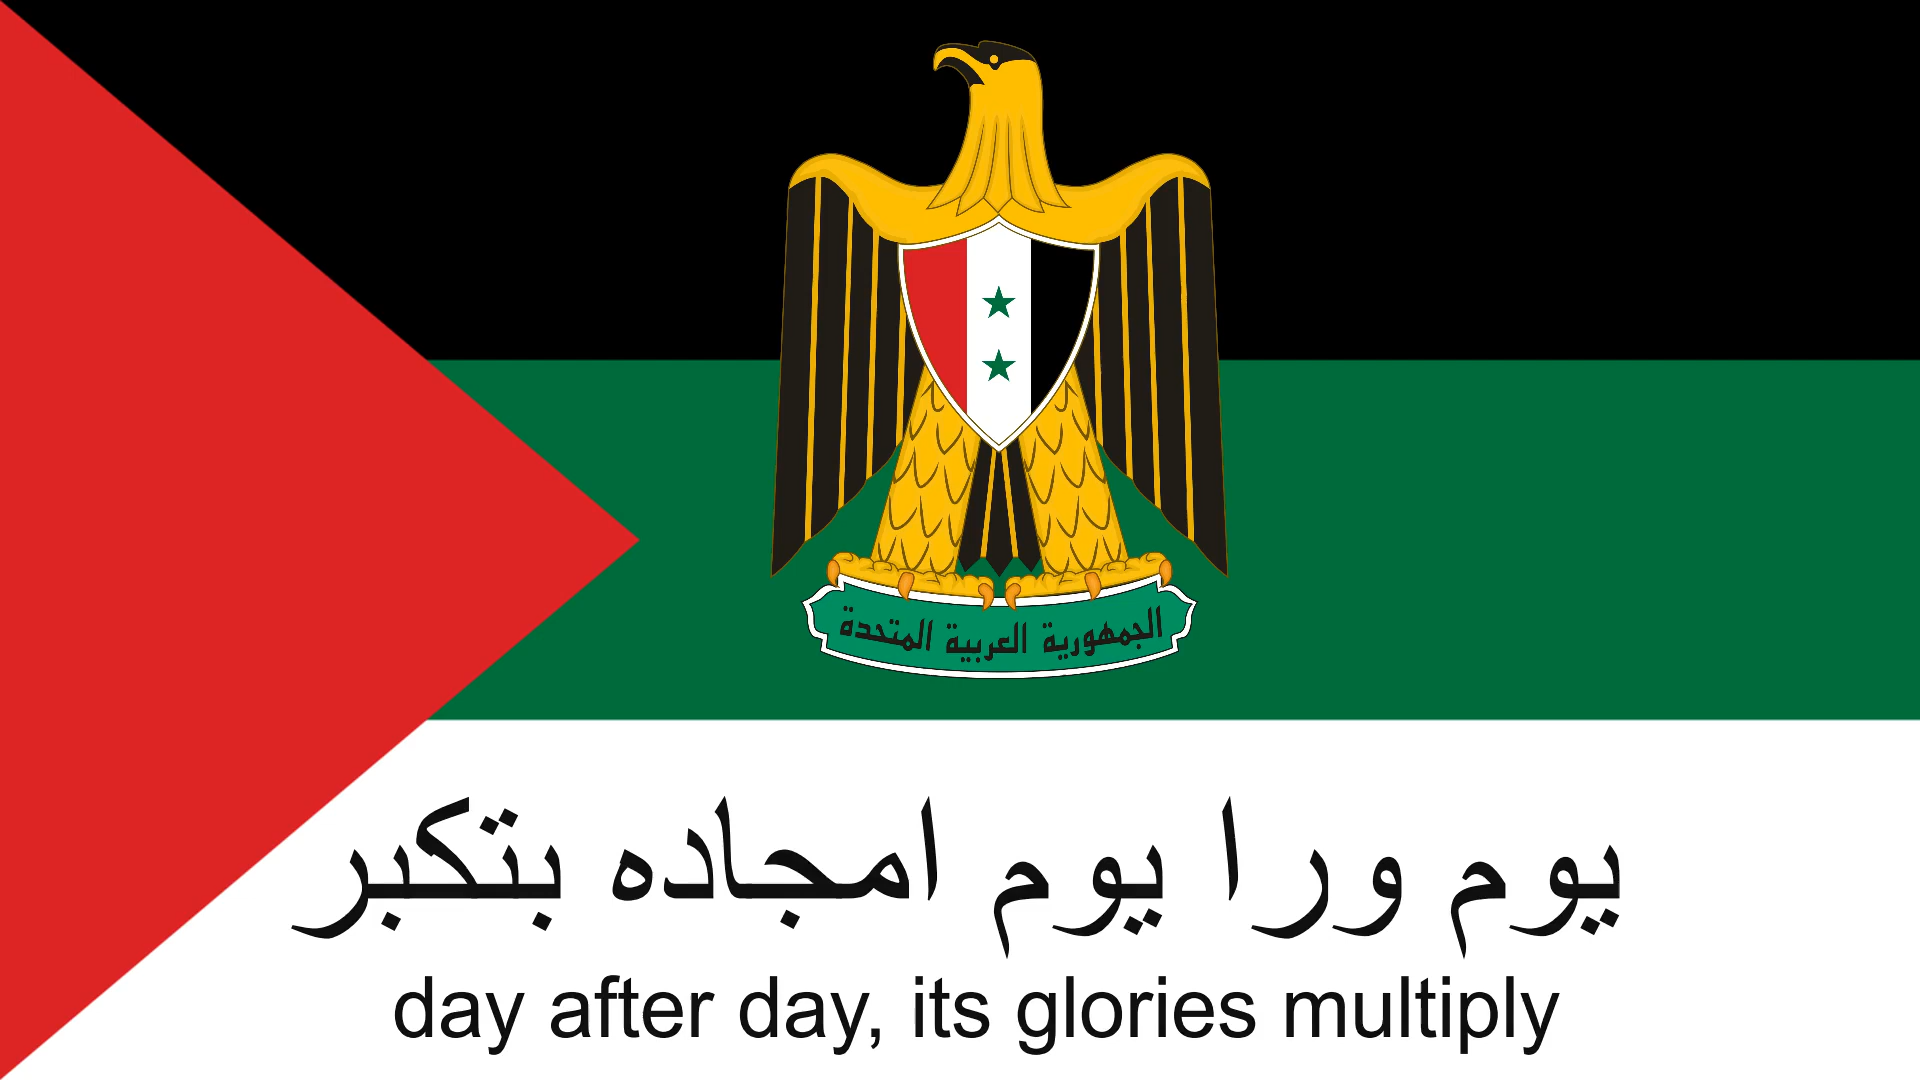 الجمهورية العربية المتحدة
يوم ورا يوم امجاده بتكبر
day after day, its glories multiply